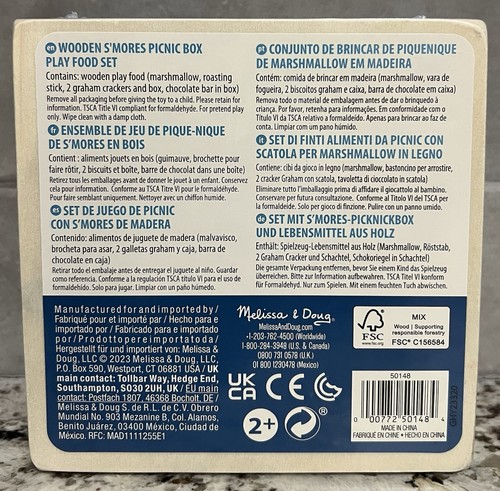 en WOODEN S'MORES PICNIC BOX
PLAY FOOD SET
Contains: wooden play food (marshmallow, roasting
stick, 2 graham crackers and box, chocolate bar in box)
Remove all packaging before giving the toy to a child. Please retain for
information. TSCA Title VI compliant for formaldehyde. For pretend play
only. Wipe clean with a damp cloth.
fr ENSEMBLE DE JEU DE PIQUE-NIQUE
DE S'MORES EN BOIS
Contient : aliments jouets en bois (guimauve, brochette pour
faire rôtir, 2 biscuits et boîte, barre de chocolat dans une boîte)
Retirez tous les emballages avant de donner le jouet à un enfant. Conservez
cela pour information. Conforme au TSCA Titre VI pour le formaldéhyde.
Pour faire semblant uniquement. Nettoyer avec un chiffon humide.
es SET DE JUEGO DE PICNIC
CON S'MORES DE MADERA
Contenido: alimentos de juguete de madera (malvavisco,
brocheta para asar, 2 galletas graham y caja, barra de
chocolate en caja)
Retirar todo el embalaje antes de entregar el juguete al niño. Guardar
como referencia. Conforme a la regulación TSCA título VI para el uso de
formaldehído. Solo para jugar. Limpiar con un paño húmedo.
pt CONJUNTO DE BRINCAR DE PIQUENIQUE
DE MARSHMALLOW EM MADEIRA
Contém: comida de brincar em madeira (marshmallow, vara de
fogueira, 2 biscoitos graham e caixa, barra de chocolate em caixa)
Retira todo o material de embalagem antes de dar o brinquedo à
criança. Por favor, retenha para informações. Em conformidade com o
Título VI da TSCA relativo a formaldeído. Apenas para brincar ao faz de
conta. Limpar com um pano húmido.
it SET DI FINTI ALIMENTI DA PICNIC CON
SCATOLA PER MARSHMALLOW IN LEGNO
Contiene: cibi da gioco in legno (marshmallow, bastoncino per arrostire,
2 cracker Graham con scatola, tavoletta di cioccolato in scatola)
Eliminare tutto l'imballaggio prima di affidare il giocattolo al bambino.
Conservare per futura consultazione. Conforme al Titolo VI del TSCA per
la formaldeide. Solo per gioco di finzione. Pulire con un panno umido.
de SET MIT S'MORES-PICKNICKBOX
UND LEBENSMITTEL AUS HOLZ
Enthält: Spielzeug-Lebensmittel aus Holz (Marshmallow, Röststab,
2 Graham Cracker und Schachtel, Schokoriegel in Schachtel)
Die gesamte Verpackung entfernen, bevor Sie einem Kind das Spielzeug
geben. Bitte zur Information aufbewahren. TSCA Titel VI konform für
Formaldehyd. Nur zum Spielen. Mit einem feuchten Tuch abwischen.
Manufactured for and imported by /
Fabriqué pour et importé par / Hecho para e
importado por / Fabricado para e importado
por / Prodotto per e importato da /
Hergestellt für und importiert von: Melissa &
Doug, LLC © 2023 Melissa & Doug, LLC,
P.O. Box 590, Westport, CT 06881 USA / UK
main contact: Tollbar Way, Hedge End,
Southampton, SO30 2UH, UK / EU main
contact: Postfach 1807, 46368 Bocholt, DE /
Melissa & Doug S. de R.L. de C.V. Obrero
Mundial No. 903 Mezanine B, Col. Alamos,
Benito Juárez, 03400 México, Ciudad de
México. RFC: MAD1111255E1
Melissa & Doug®
MelissaAndDoug.com
+1-203-762-4500 (Worldwide)
1-800-284-3948 (U.S. & Canada)
0800 731 0578 (U.K.)
01 800 1230478 (Mexico)
UK
CA
CE
2+
®
FSC
www.fsc.org
MIX
Wood | Supporting
responsible forestry
FSC® C156584
50148
0 00772 50148 4
MADE IN CHINA
FABRIQUÉ EN CHINE • HECHO EN CHINA